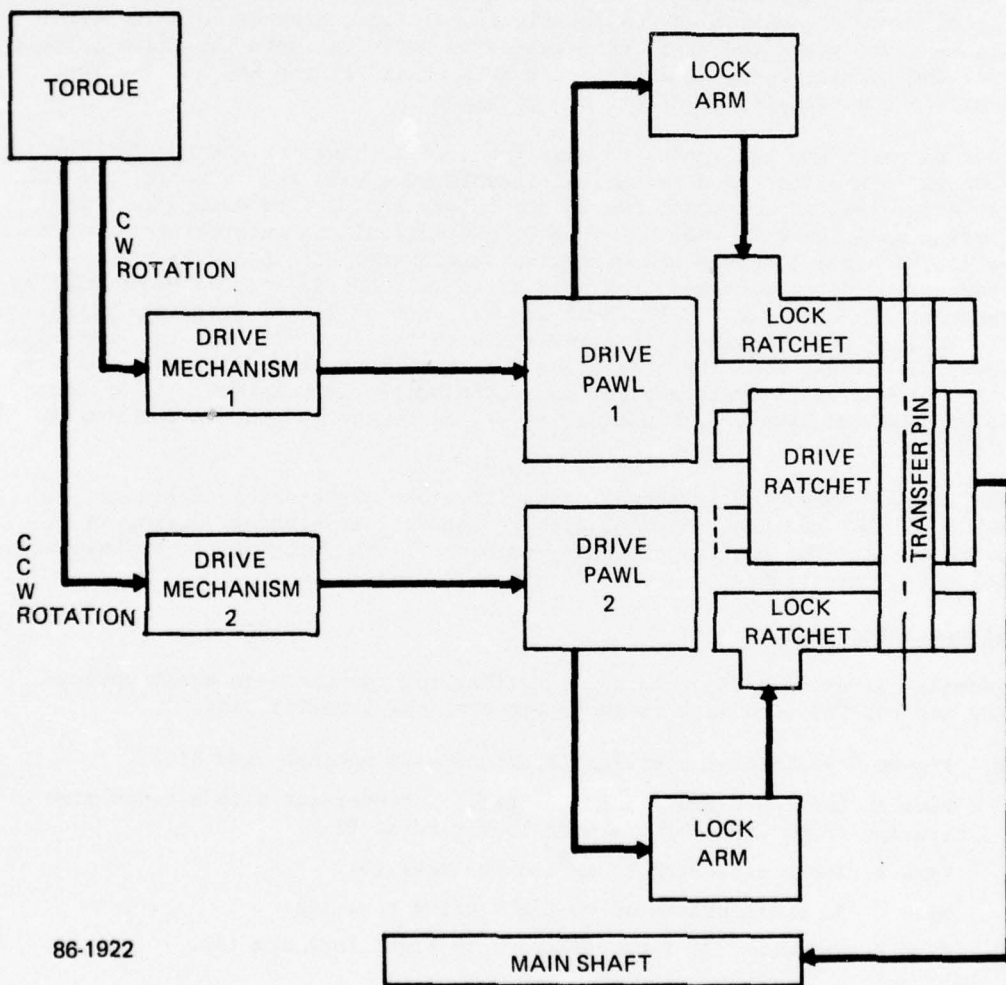 TORQUE
LOCK
ARM
C
W
ROTATION
DRIVE
MECHANISM
1
DRIVE
PAWL
1
LOCK
RATCHET
DRIVE
RATCHET
TRANSFER PIN
C
C
W
ROTATION
DRIVE
MECHANISM
2
DRIVE
PAWL
2
LOCK
RATCHET
LOCK
ARM
86-1922
MAIN SHAFT